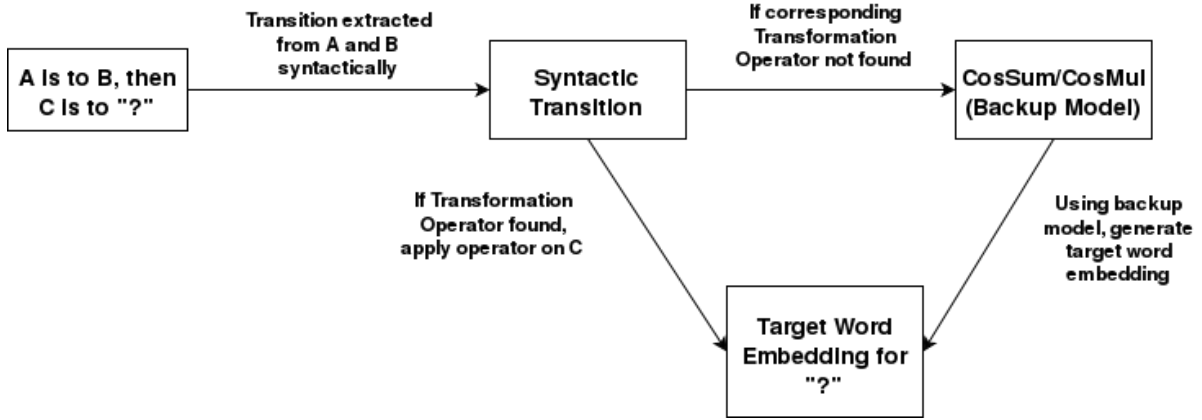 A is to B, then
C is to "?"
Transition extracted
from A and B
syntactically
Syntactic
Transition
If corresponding
Transformation
Operator not found
CosSum/CosMul
(Backup Model)
If Transformation
Operator found,
apply operator on C
Using backup
model, generate
target word
embedding
Target Word
Embedding for
"?"